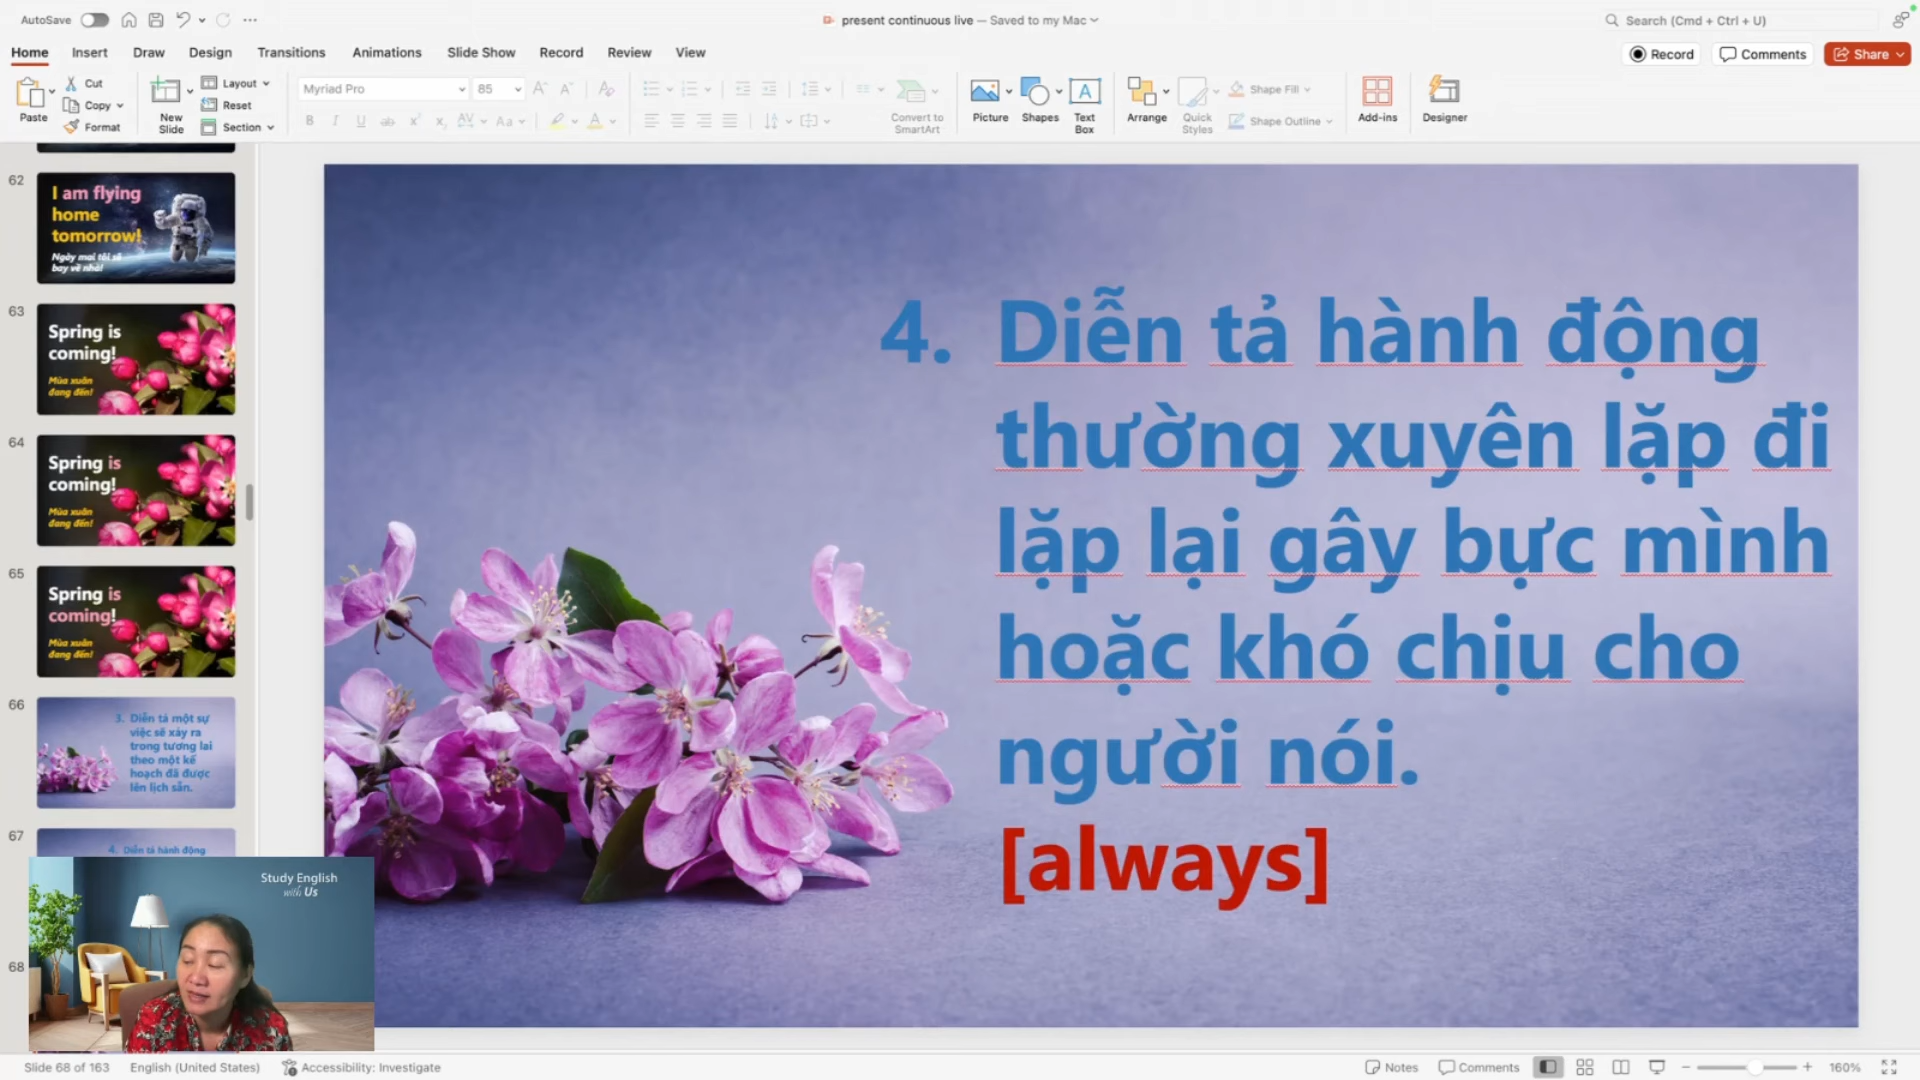 AutoSave
present continuous live — Saved to my Mac
Search (Cmd + Ctrl + U)
Home Insert Draw Design Transitions Animations Slide Show Record Review View
Record Comments Share
Paste
Cut
Copy
Format
New Slide
Layout
Reset
Section
Myriad Pro 85
Convert to SmartArt
Picture Shapes Text Box
Arrange Quick Styles
Shape Fill
Shape Outline
Add-ins Designer
62
I am flying
home
tomorrow!
Ngày mai tôi sẽ
bay về nhà!
63
Spring is
coming!
Mùa xuân
đang đến!
64
Spring is
coming!
Mùa xuân
đang đến!
65
Spring is
coming!
Mùa xuân
đang đến!
66
3. Diễn tả một sự
việc sẽ xảy ra
trong tương lai
theo một kế
hoạch đã được
lên lịch sẵn.
67
4. Diễn tả hành động
68
Study English
with Us
4. Diễn tả hành động
thường xuyên lặp đi
lặp lại gây bực mình
hoặc khó chịu cho
người nói.
[always]
Slide 68 of 163 English (United States) Accessibility: Investigate
Notes Comments 160%